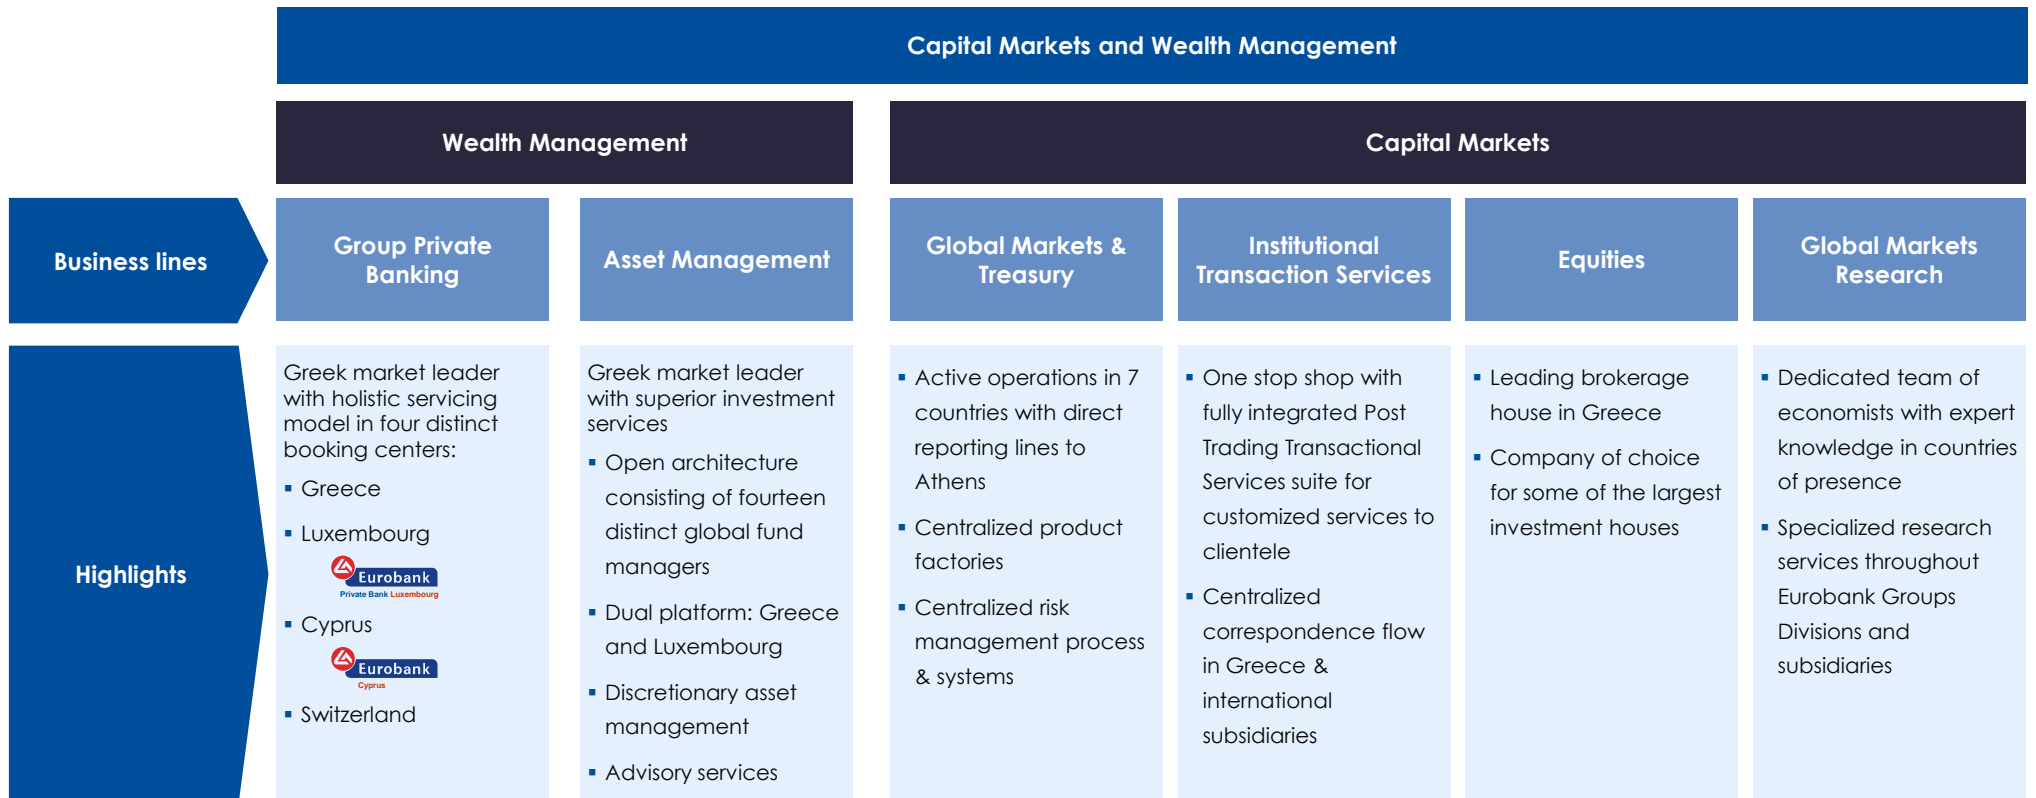 Capital Markets and Wealth Management
Wealth Management
Capital Markets
Business lines
Group Private
Banking
Asset Management
Global Markets &
Treasury
Institutional
Transaction Services
Equities
Global Markets
Research
Highlights
Greek market leader
with holistic servicing
model in four distinct
booking centers:
▪ Greece
▪ Luxembourg
Eurobank
Private Bank Luxembourg
▪ Cyprus
Eurobank
Cyprus
▪ Switzerland
Greek market leader
with superior investment
services
▪ Open architecture
consisting of fourteen
distinct global fund
managers
▪ Dual platform: Greece
and Luxembourg
▪ Discretionary asset
management
▪ Advisory services
▪ Active operations in 7
countries with direct
reporting lines to
Athens
▪ Centralized product
factories
▪ Centralized risk
management process
& systems
▪ One stop shop with
fully integrated Post
Trading Transactional
Services suite for
customized services to
clientele
▪ Centralized
correspondence flow
in Greece &
international
subsidiaries
▪ Leading brokerage
house in Greece
▪ Company of choice
for some of the largest
investment houses
▪ Dedicated team of
economists with expert
knowledge in countries
of presence
▪ Specialized research
services throughout
Eurobank Groups
Divisions and
subsidiaries